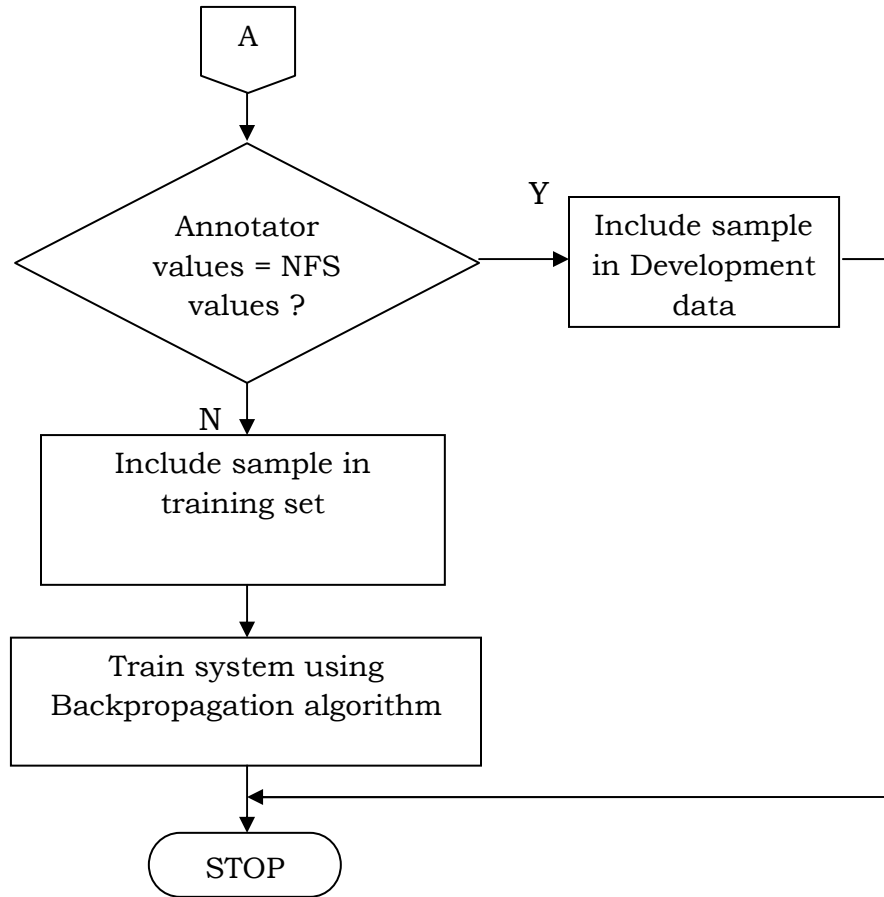 A
Annotator
values = NFS
values ?
Y
Include sample
in Development
data
N
Include sample in
training set
Train system using
Backpropagation algorithm
STOP